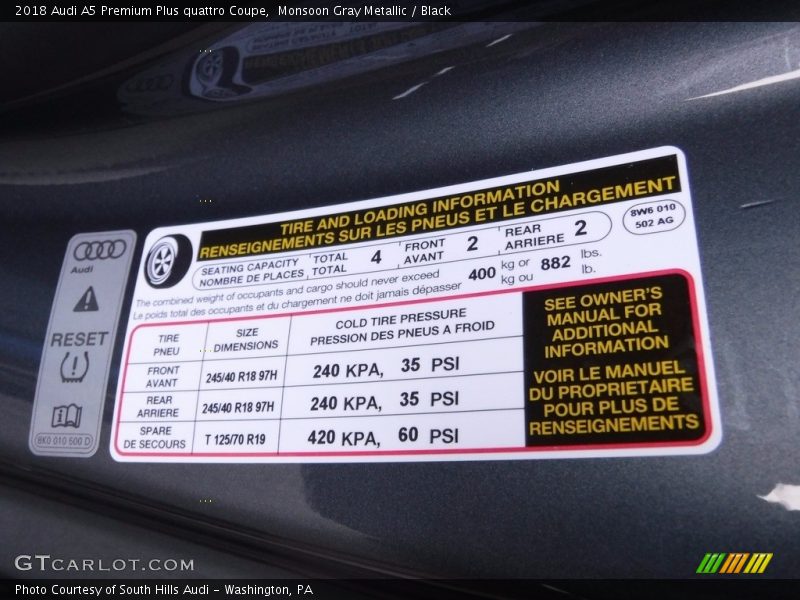 2018 Audi A5 Premium Plus quattro Coupe, Monsoon Gray Metallic / Black
TIRE AND LOADING INFORMATION
RENSEIGNEMENTS SUR LES PNEUS ET LE CHARGEMENT
SEATING CAPACITY TOTAL 4 FRONT 2 REAR 2
NOMBRE DE PLACES TOTAL AVANT ARRIERE
8W6 010
502 AG
The combined weight of occupants and cargo should never exceed 400 kg or 882 lbs.
Le poids total des occupants et du chargement ne doit jamais dépasser kg ou lb.
TIRE SIZE COLD TIRE PRESSURE
PNEU DIMENSIONS PRESSION DES PNEUS A FROID
FRONT
AVANT 245/40 R18 97H 240 KPA, 35 PSI
REAR
ARRIERE 245/40 R18 97H 240 KPA, 35 PSI
SPARE
DE SECOURS T 125/70 R19 420 KPA, 60 PSI
SEE OWNER'S
MANUAL FOR
ADDITIONAL
INFORMATION
VOIR LE MANUEL
DU PROPRIETAIRE
POUR PLUS DE
RENSEIGNEMENTS
Audi
RESET
8K0 010 500 D
GTCARLOT.COM
Photo Courtesy of South Hills Audi - Washington, PA